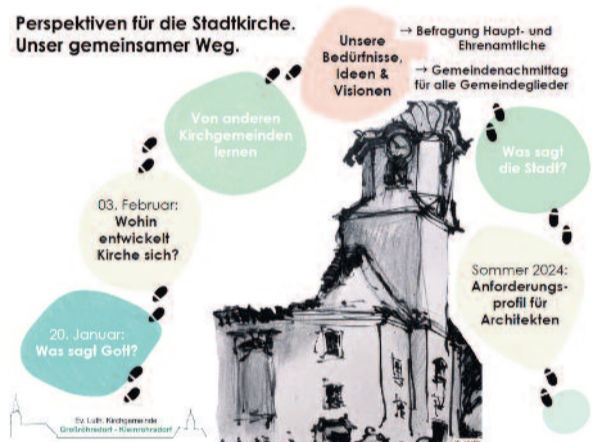 Perspektiven für die Stadtkirche.
Unser gemeinsamer Weg.
Unsere
Bedürfnisse,
Ideen &
Visionen
→ Befragung Haupt- und
Ehrenamtliche
→ Gemeindenachmittag
für alle Gemeindeglieder
Von anderen
Kirchgemeinden
lernen
Was sagt
die Stadt?
03. Februar:
Wohin
entwickelt
Kirche sich?
Sommer 2024:
Anforderungs-
profil für
Architekten
20. Januar:
Was sagt Gott?
Ev. Luth. Kirchgemeinde
Großröhrsdorf - Kleinröhrsdorf